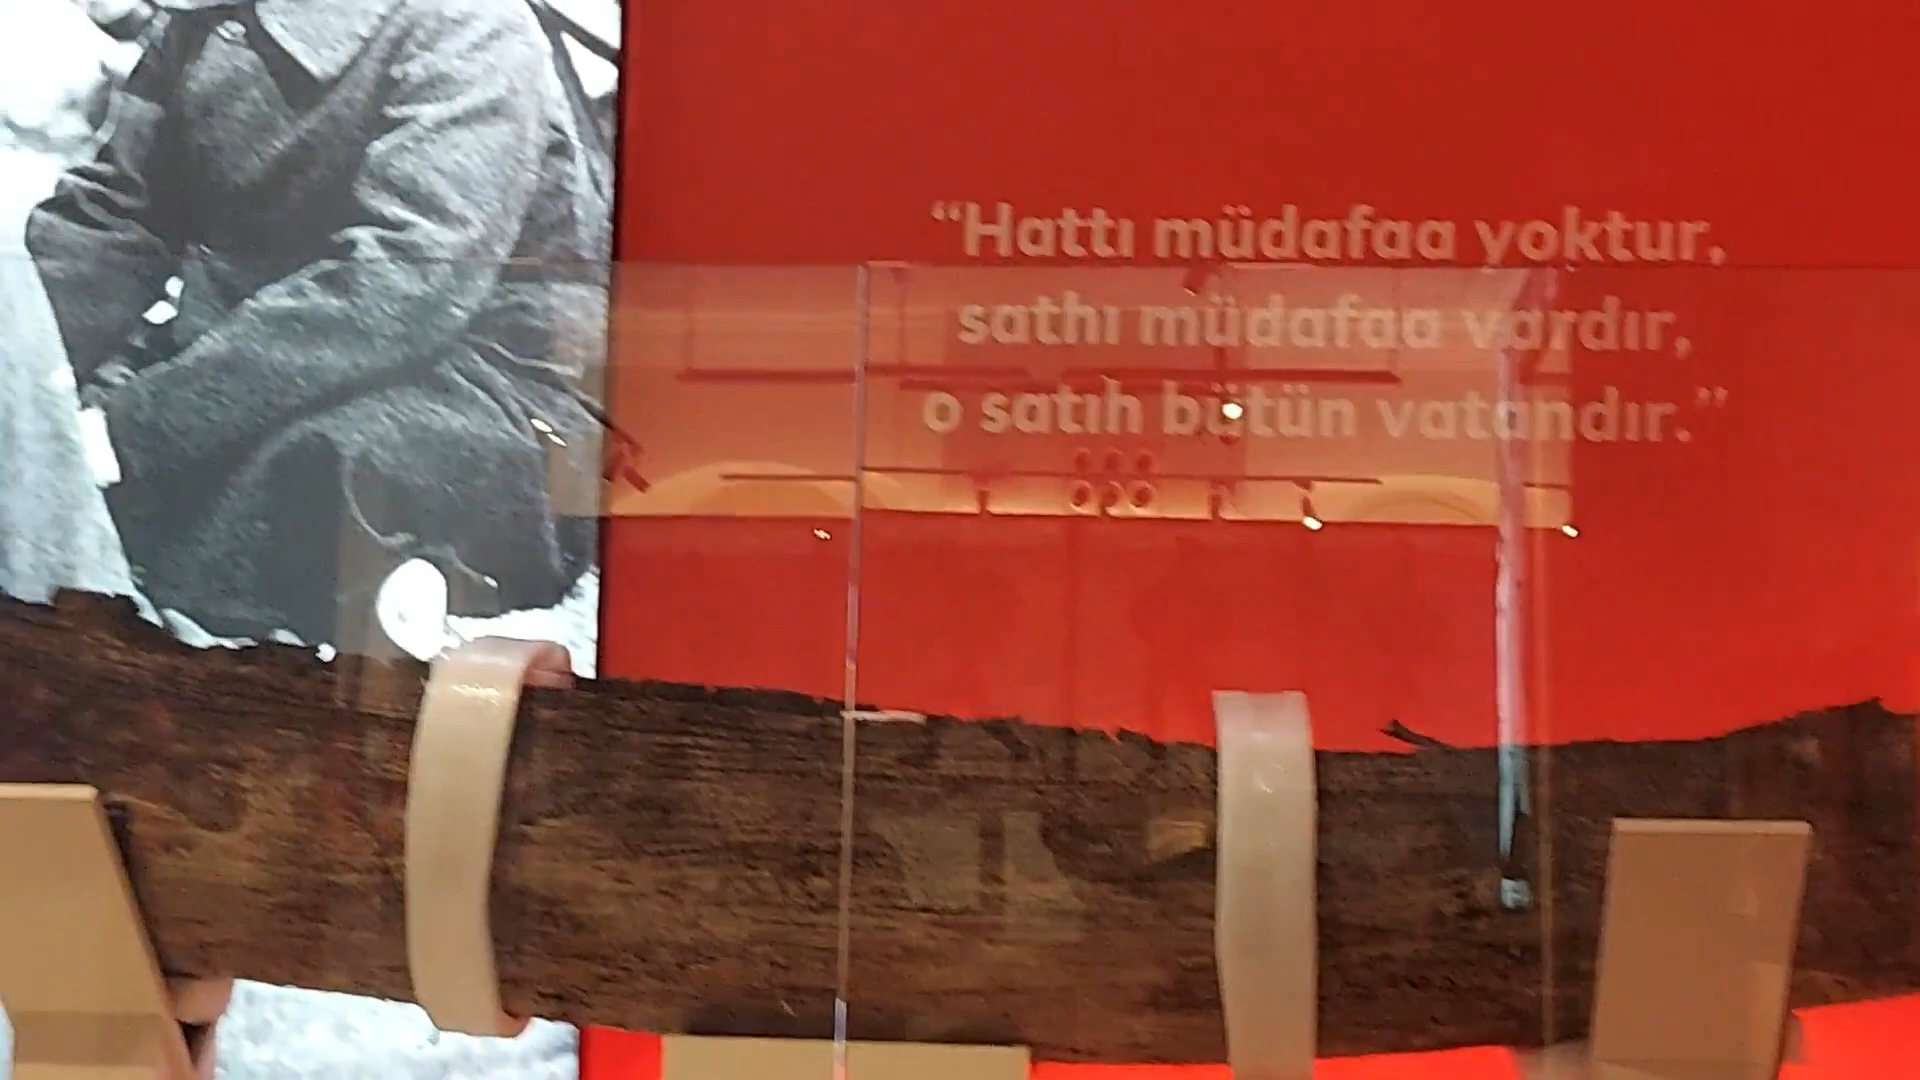 “Hattı müdafaa yoktur,
sathı müdafaa vardır,
o satıh bütün vatandır.”